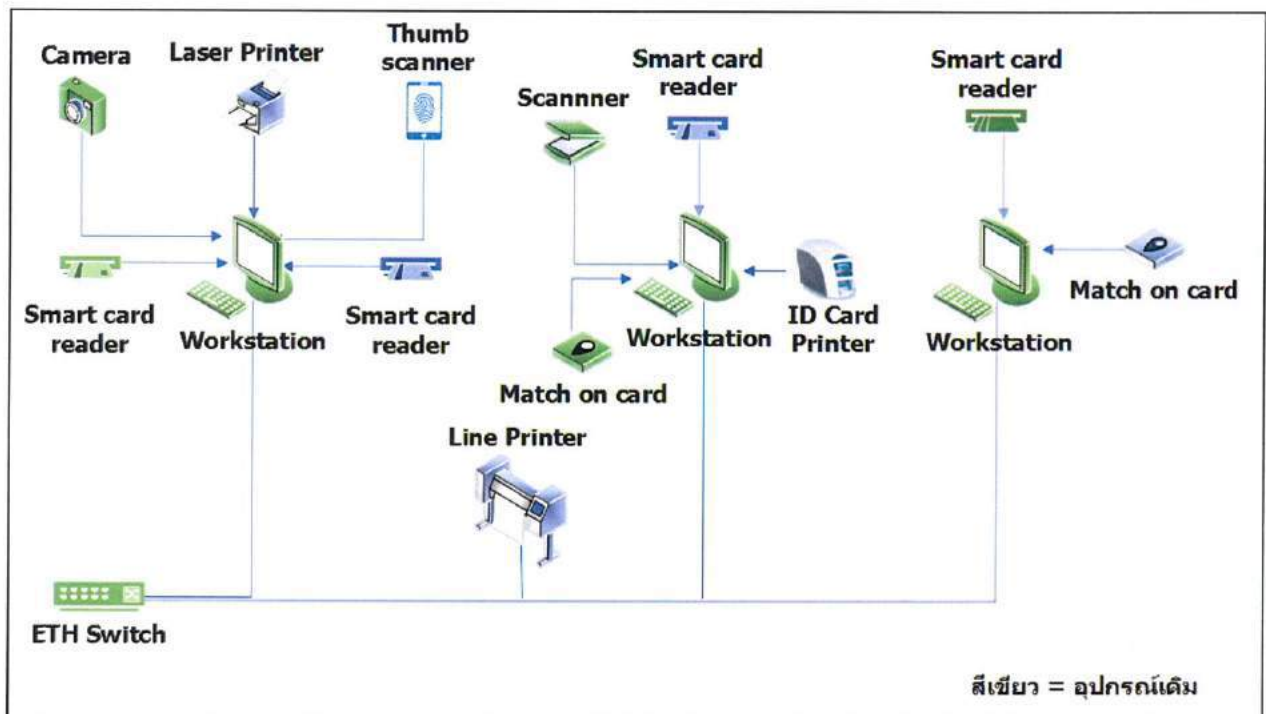 Camera
Laser Printer
Thumb
scanner
Scannner
Smart card
reader
Smart card
reader
Smart card
reader
Workstation
Smart card
reader
Match on card
Workstation
ID Card
Printer
Workstation
Match on card
Line Printer
ETH Switch
สีเขียว = อุปกรณ์เดิม